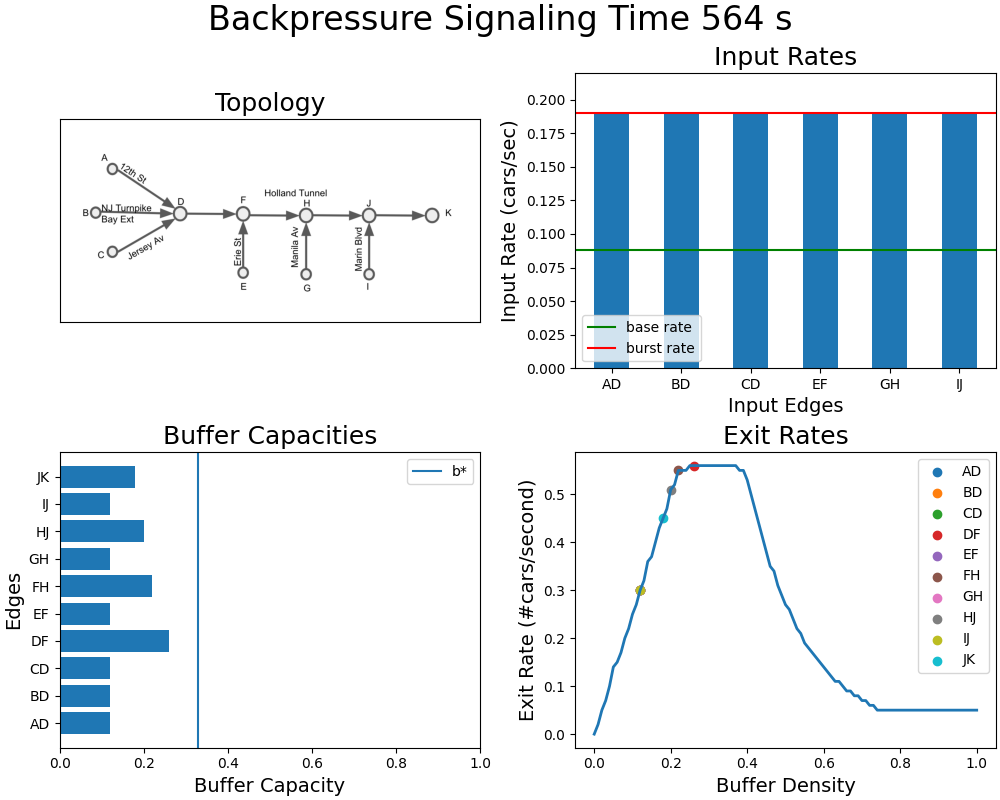 Backpressure Signaling Time 564 s
Topology
A
12th St
B
NJ Turnpike
Bay Ext
C
Jersey Av
D
F
Holland Tunnel
H
J
K
Erie St
Manila Av
Marin Blvd
E
G
I
Input Rates
Input Rate (cars/sec)
0.200
0.175
0.150
0.125
0.100
0.075
0.050
0.025
0.000
base rate
burst rate
AD BD CD EF GH IJ
Input Edges
Buffer Capacities
Edges
JK
IJ
HJ
GH
FH
EF
DF
CD
BD
AD
b*
0.0 0.2 0.4 0.6 0.8 1.0
Buffer Capacity
Exit Rates
Exit Rate (#cars/second)
0.5
0.4
0.3
0.2
0.1
0.0
AD
BD
CD
DF
EF
FH
GH
HJ
IJ
JK
0.0 0.2 0.4 0.6 0.8 1.0
Buffer Density